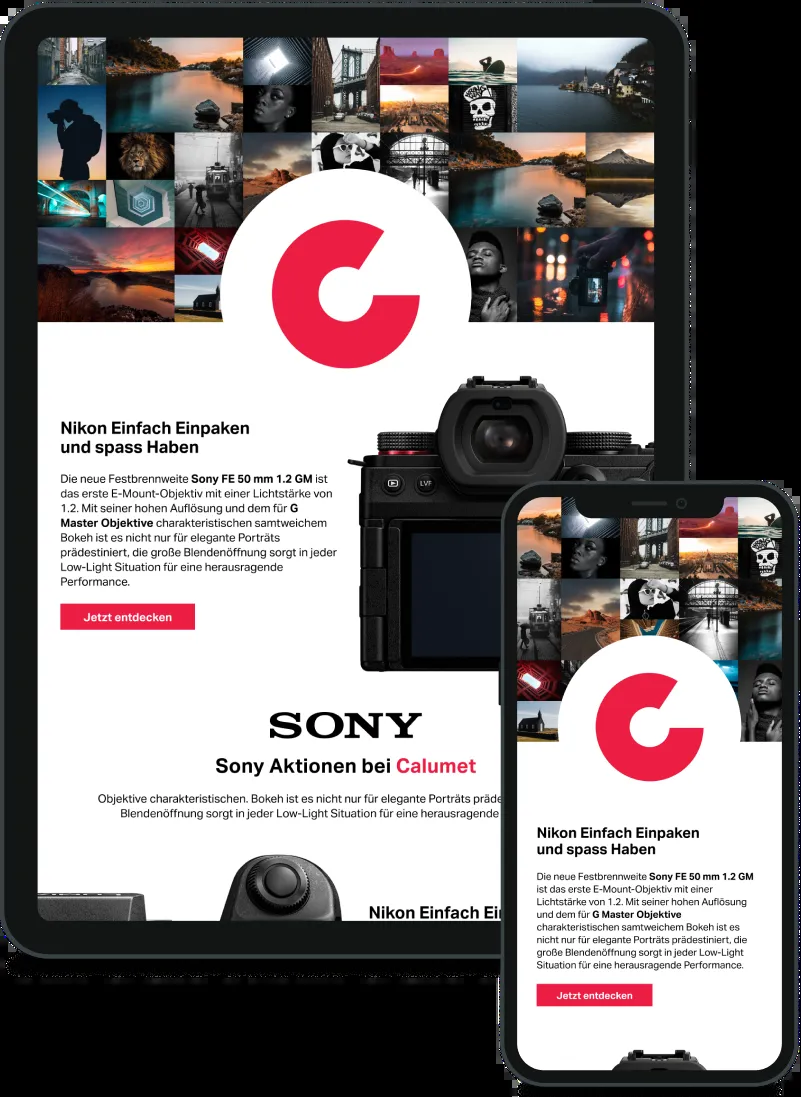 Nikon Einfach Einpaken
und spass Haben
Die neue Festbrennweite Sony FE 50 mm 1.2 GM ist
das erste E-Mount-Objektiv mit einer Lichtstärke von
1.2. Mit seiner hohen Auflösung und dem für G
Master Objektive charakteristischen samtweichem
Bokeh ist es nicht nur für elegante Porträts
prädestiniert, die große Blendenöffnung sorgt in jeder
Low-Light Situation für eine herausragende
Performance.
Jetzt entdecken
LVF
SONY
Sony Aktionen bei Calumet
Objektive charakteristischen. Bokeh ist es nicht nur für elegante Porträts präde
Blendenöffnung sorgt in jeder Low-Light Situation für eine herausragende
Nikon Einfach Ei
Nikon Einfach Einpaken
und spass Haben
Die neue Festbrennweite Sony FE 50 mm 1.2 GM
ist das erste E-Mount-Objektiv mit einer
Lichtstärke von 1.2. Mit seiner hohen Auflösung
und dem für G Master Objektive
charakteristischen samtweichem Bokeh ist es
nicht nur für elegante Porträts prädestiniert, die
große Blendenöffnung sorgt in jeder Low-Light
Situation für eine herausragende Performance.
Jetzt entdecken